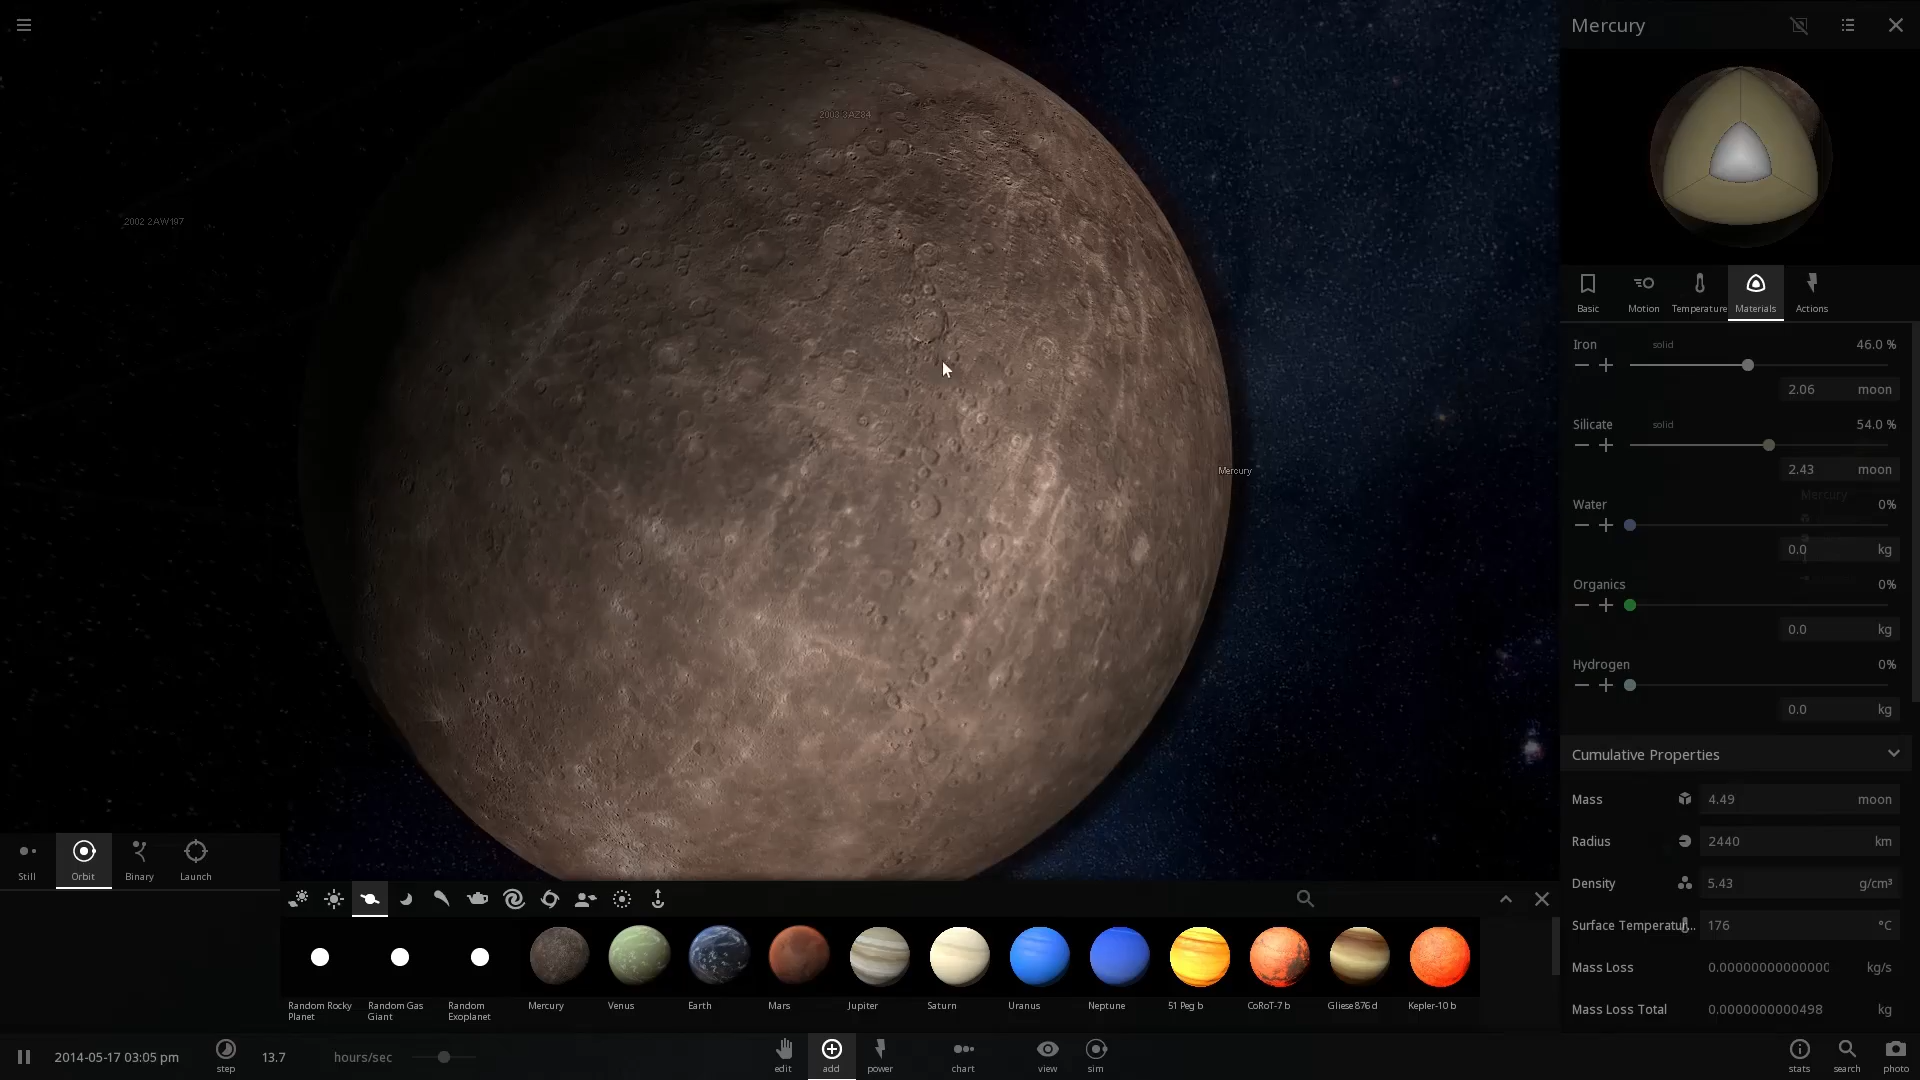 Mercury
2003 3AZ84
2002 2AW197
Mercury
Basic
Motion
Temperature
Materials
Actions
Iron solid 46.0 %
2.06 moon
Silicate solid 54.0 %
2.43 moon
Mercury
Water 0%
0.0 kg
Organics 0%
0.0 kg
Hydrogen 0%
0.0 kg
Cumulative Properties
Mass 4.49 moon
Radius 2440 km
Density 5.43 g/cm³
Surface Temperatur... 176 °C
Mass Loss 0.00000000000000 kg/s
Mass Loss Total 0.0000000000498 kg
Still
Orbit
Binary
Launch
Random Rocky
Planet
Random Gas
Giant
Random
Exoplanet
Mercury
Venus
Earth
Mars
Jupiter
Saturn
Uranus
Neptune
51 Peg b
CoRoT-7 b
Gliese 876 d
Kepler-10 b
2014-05-17 03:05 pm
step
13.7 hours/sec
edit
add
power
chart
view
sim
stats
search
photo